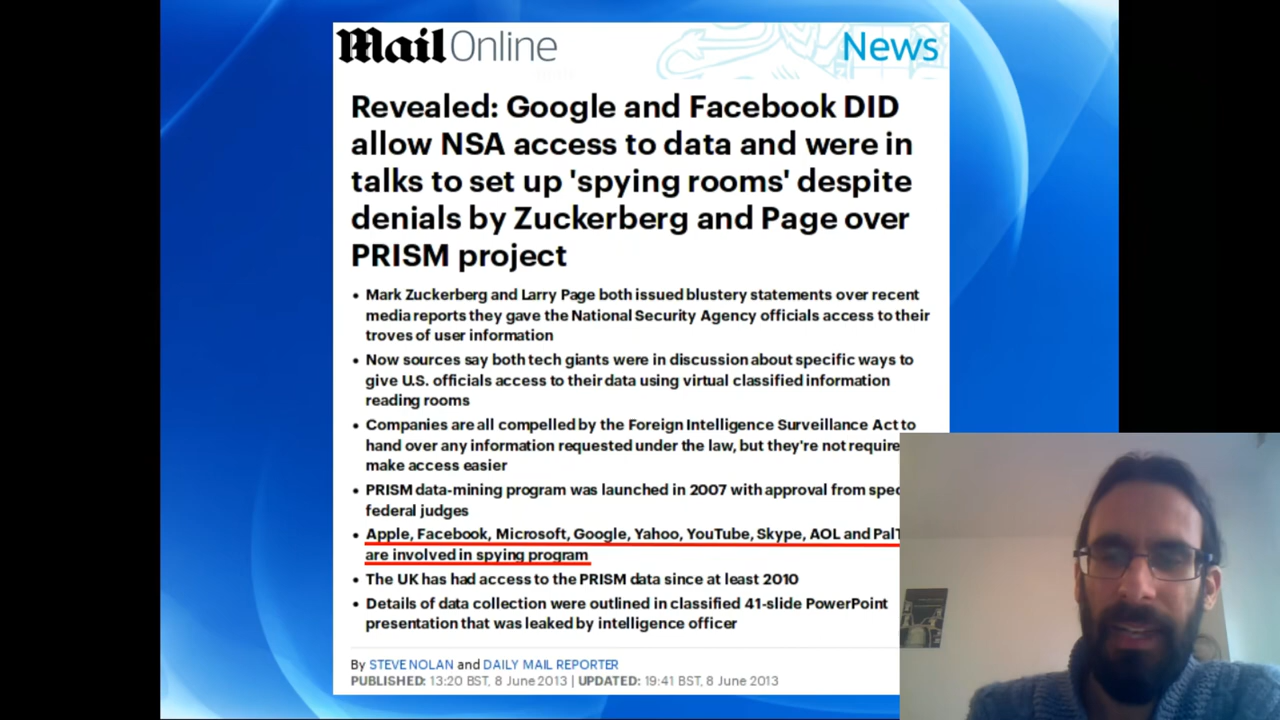 Mail Online News
Revealed: Google and Facebook DID
allow NSA access to data and were in
talks to set up 'spying rooms' despite
denials by Zuckerberg and Page over
PRISM project
• Mark Zuckerberg and Larry Page both issued blustery statements over recent
media reports they gave the National Security Agency officials access to their
troves of user information
• Now sources say both tech giants were in discussion about specific ways to
give U.S. officials access to their data using virtual classified information
reading rooms
• Companies are all compelled by the Foreign Intelligence Surveillance Act to
hand over any information requested under the law, but they're not
make access easier
• PRISM data-mining program was launched in 2007 with approval from
federal judges
• Apple, Facebook, Microsoft, Google, Yahoo, YouTube, Skype, AOL and
are involved in spying program
• The UK has had access to the PRISM data since at least 2010
• Details of data collection were outlined in classified 41-slide PowerPoint
presentation that was leaked by intelligence officer
By STEVE NOLAN and DAILY MAIL REPORTER
PUBLISHED: 13:20 BST, 8 June 2013 | UPDATED: 19:41 BST, 8 June 2013